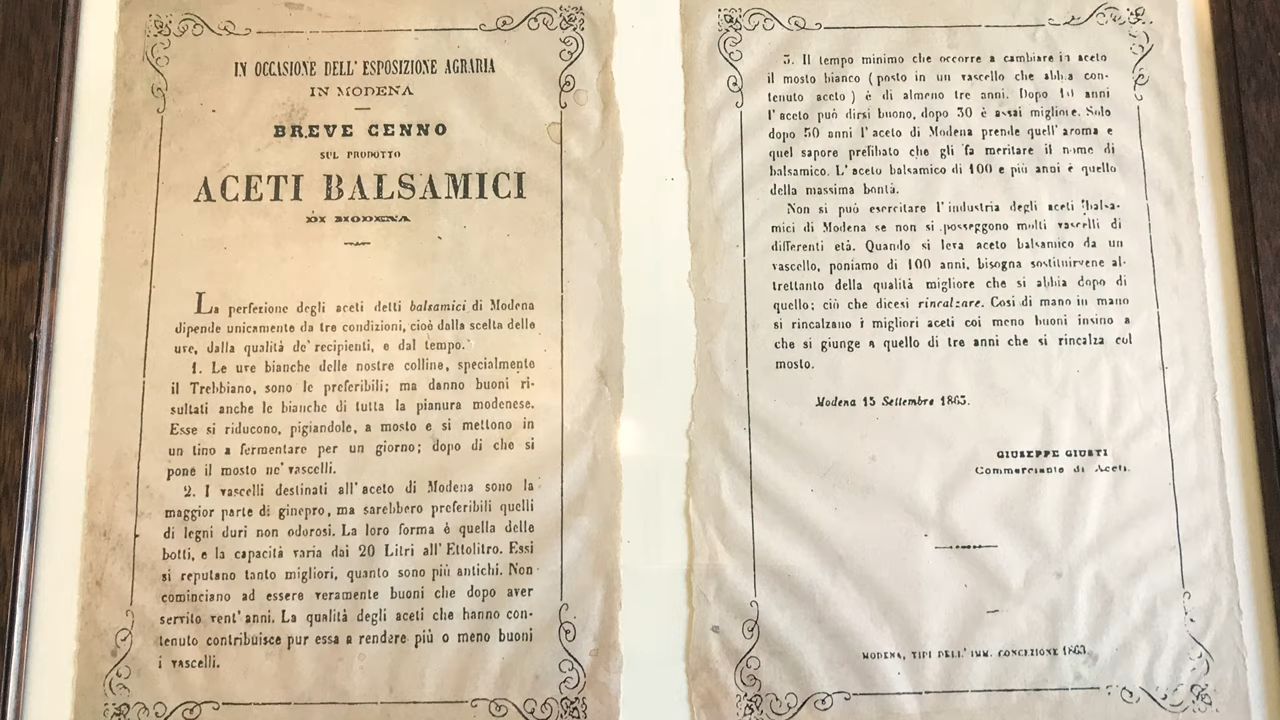 IN OCCASIONE DELL' ESPOSIZIONE AGRARIA
IN MODENA
BREVE CENNO
SUL PRODOTTO
ACETI BALSAMICI
DI MODENA
La perfezione degli aceti detti balsamici di Modena
dipende unicamente da tre condizioni, cioè dalla scelta delle
uve, dalla qualità de' recipienti, e dal tempo.
1. Le uve bianche delle nostre colline, specialmente
il Trebbiano, sono le preferibili; ma danno buoni ri-
sultati anche le bianche di tutta la pianura modenese.
Esse si riducono, pigiandole, a mosto e si mettono in
un tino a fermentare per un giorno; dopo di che si
pone il mosto ne' vascelli.
2. I vascelli destinati all' aceto di Modena sono la
maggior parte di ginepro, ma sarebbero preferibili quelli
di legni duri non odorosi. La loro forma è quella delle
botti, e la capacità varia dai 20 Litri all' Ettolitro. Essi
si reputano tanto migliori, quanto sono più antichi. Non
cominciano ad essere veramente buoni che dopo aver
servito vent' anni. La qualità degli aceti che hanno con-
tenuto contribuisce pur essa a rendere più o meno buoni
i vascelli.
3. Il tempo minimo che occorre a cambiare in aceto
il mosto bianco (posto in un vascello che abbia con-
tenuto aceto) è di almeno tre anni. Dopo 10 anni
l' aceto può dirsi buono, dopo 30 è assai migliore. Solo
dopo 50 anni l' aceto di Modena prende quell' aroma e
quel sapore prelibato che gli fa meritare il nome di
balsamico. L' aceto balsamico di 100 e più anni è quello
della massima bontà.
Non si può esercitare l' industria degli aceti balsa-
mici di Modena se non si posseggono molti vascelli di
differenti età. Quando si leva aceto balsamico da un
vascello, poniamo di 100 anni, bisogna sostituirvene al-
trettanto della qualità migliore che si abbia dopo di
quello; ciò che dicesi rincalzare. Così di mano in mano
si rincalzano i migliori aceti coi meno buoni insino a
che si giunge a quello di tre anni che si rincalza col
mosto.
Modena 15 Settembre 1863.
GIUSEPPE GIUSTI
Commerciante di Aceti.
MODENA, TIPI DELL' IMM. CONCEZIONE 1863.